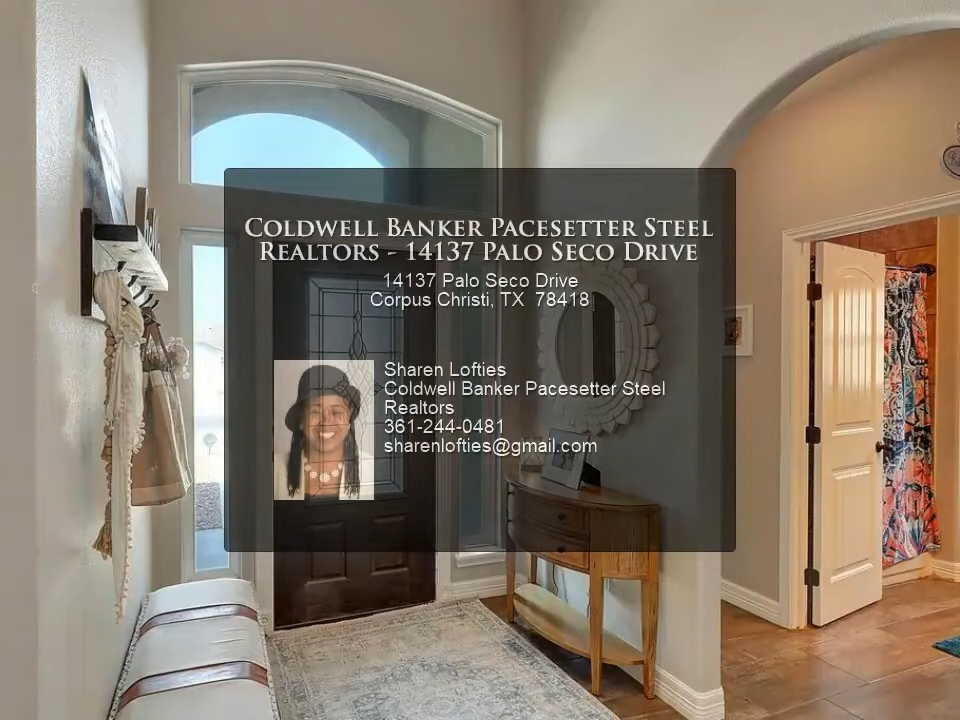 Coldwell Banker Pacesetter Steel
Realtors - 14137 Palo Seco Drive
14137 Palo Seco Drive
Corpus Christi, TX 78418
Sharen Lofties
Coldwell Banker Pacesetter Steel
Realtors
361-244-0481
sharenlofties@gmail.com